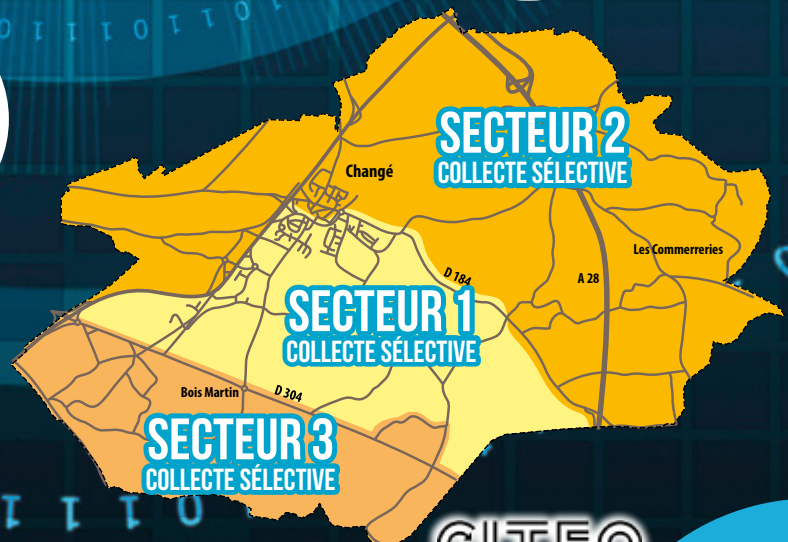 SECTEUR 2
COLLECTE SÉLECTIVE
Changé
Les Commerreries
D 184
A 28
SECTEUR 1
COLLECTE SÉLECTIVE
Bois Martin
D 304
SECTEUR 3
COLLECTE SÉLECTIVE
CITEO